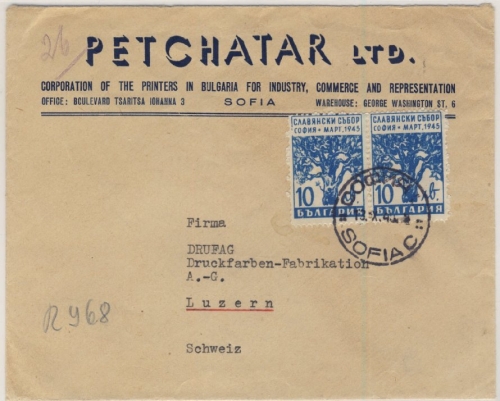 26
PETCHATAR LTD.
CORPORATION OF THE PRINTERS IN BULGARIA FOR INDUSTRY, COMMERCE AND REPRESENTATION
OFFICE: BOULEVARD TSARITSA IOHANNA 3 SOFIA WAREHOUSE: GEORGE WASHINGTON ST. 6
СЛАВЯНСКИ СЪБОР СЛАВЯНСКИ СЪБОР
СОФИЯ • МАРТ, 1945 СОФИЯ • МАРТ, 1945
10 10
БЪЛГАРИЯ БЪЛГАРИЯ
SOFIA C
Firma
DRUFAG
Druckfarben-Fabrikation
A.-G.
Luzern
Schweiz
R 968